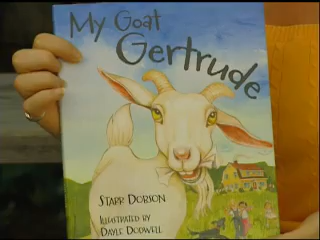 My Goat
Gertrude
STARR DOBSON
ILLUSTRATED BY
DAYLE DODWELL